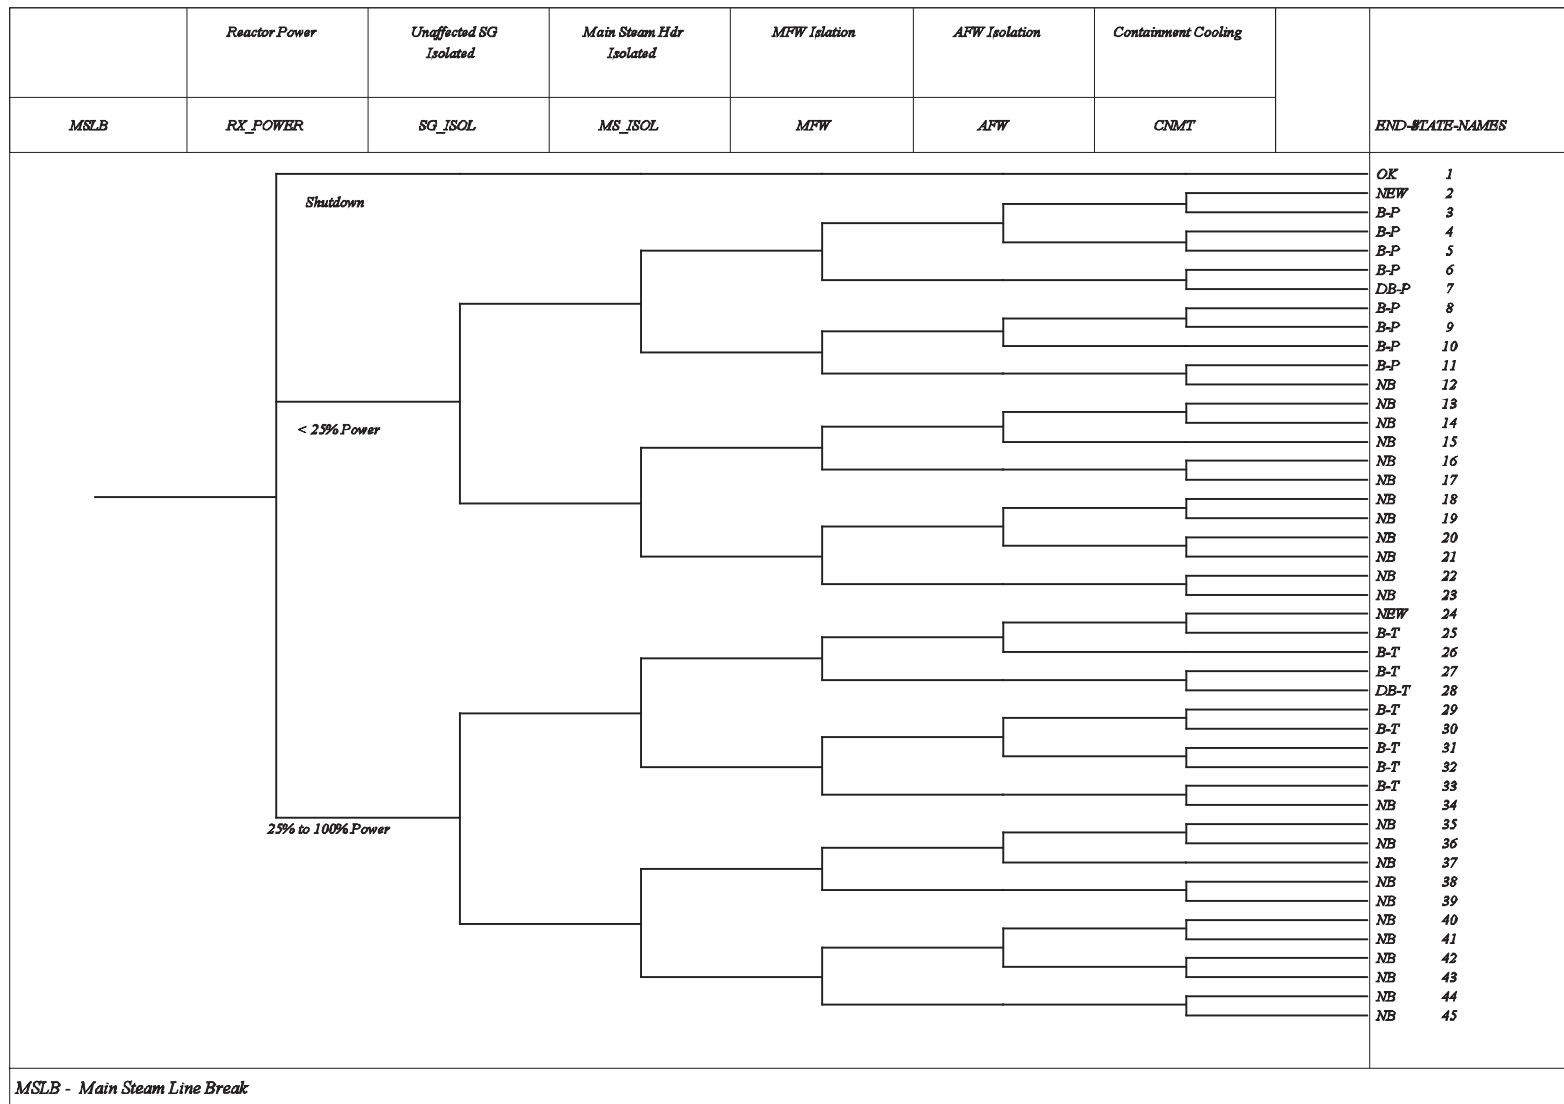 Reactor Power
Unaffected SG
Isolated
Main Steam Hdr
Isolated
MFW Islation
AFW Isolation
Containment Cooling
MSLB
RX_POWER
SG_ISOL
MS_ISOL
MFW
AFW
CNMT
END-STATE-NAMES
#
OK 1
Shutdown
NEW 2
B-P 3
B-P 4
B-P 5
B-P 6
DB-P 7
B-P 8
B-P 9
B-P 10
B-P 11
NB 12
NB 13
NB 14
< 25% Power
NB 15
NB 16
NB 17
NB 18
NB 19
NB 20
NB 21
NB 22
NB 23
NEW 24
B-T 25
B-T 26
B-T 27
DB-T 28
B-T 29
B-T 30
B-T 31
B-T 32
B-T 33
NB 34
25% to 100% Power
NB 35
NB 36
NB 37
NB 38
NB 39
NB 40
NB 41
NB 42
NB 43
NB 44
NB 45
MSLB - Main Steam Line Break